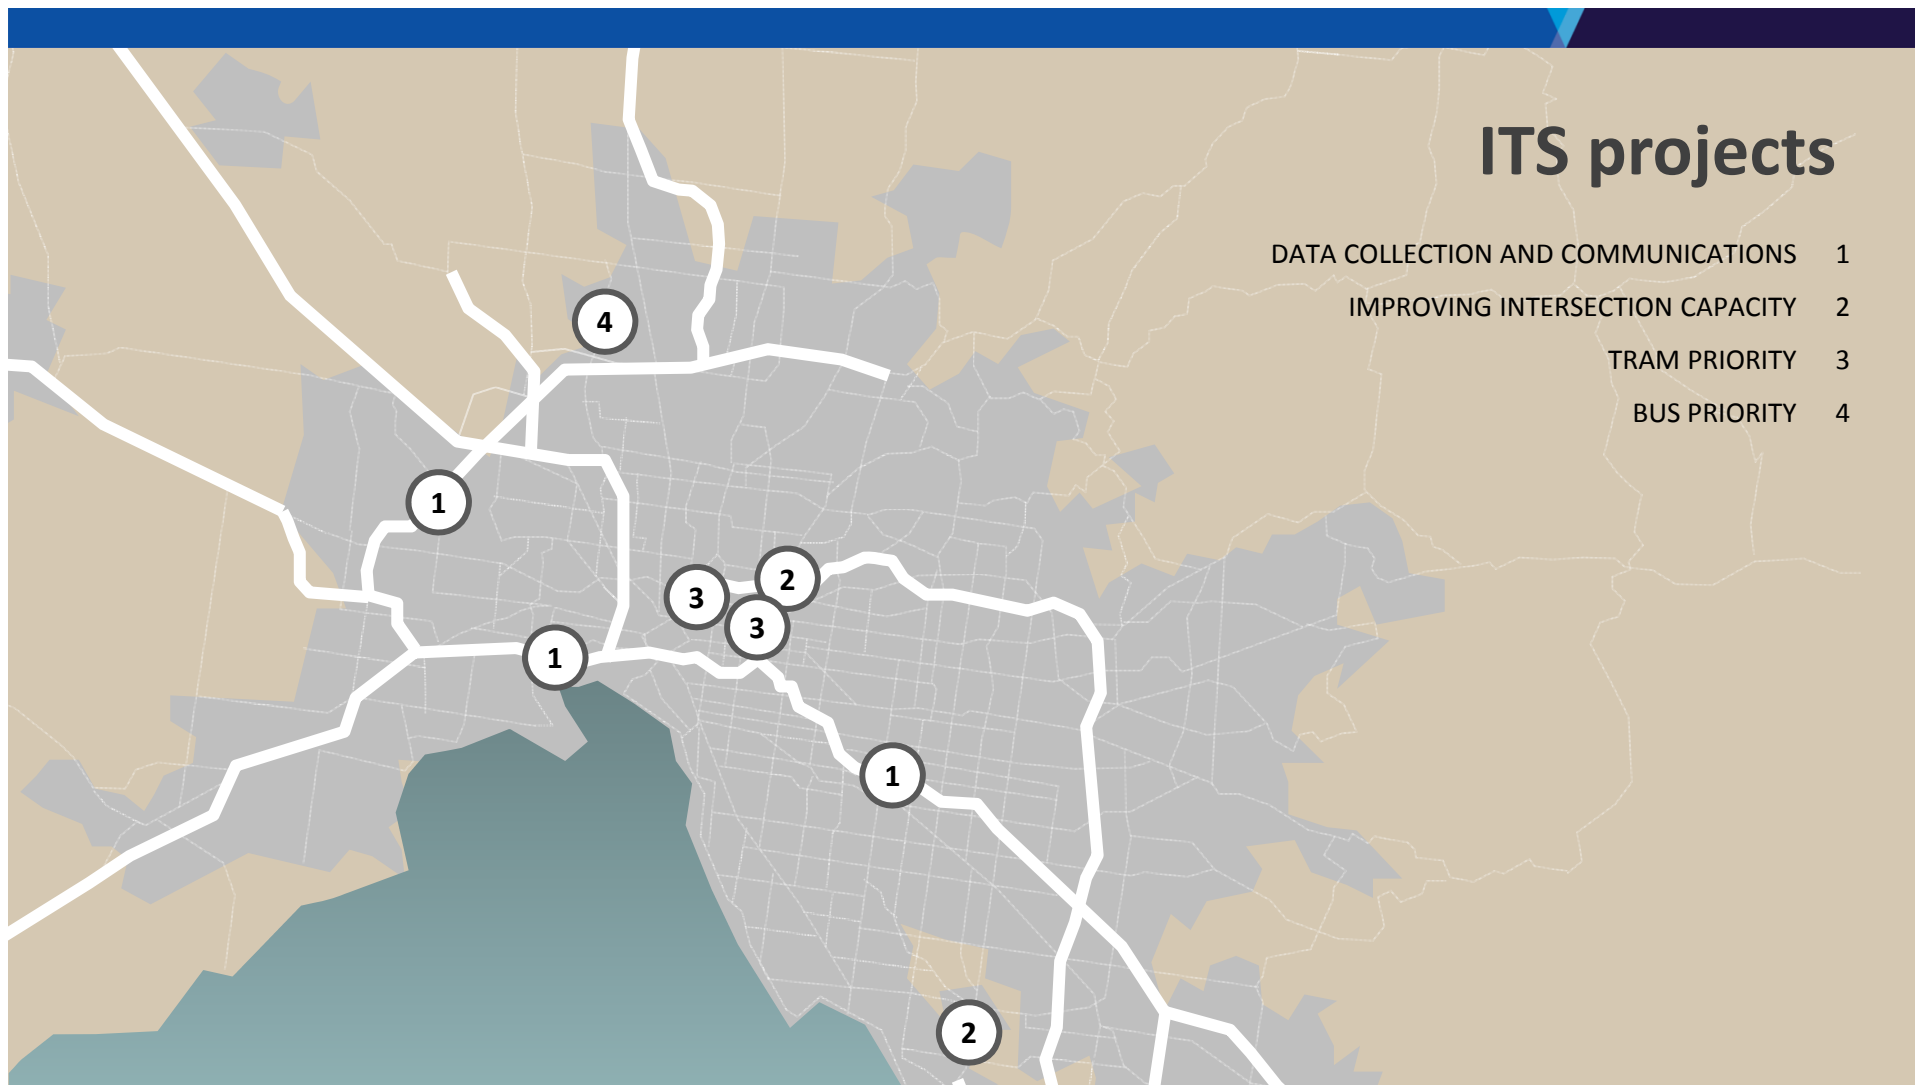 ITS projects
DATA COLLECTION AND COMMUNICATIONS 1
IMPROVING INTERSECTION CAPACITY 2
TRAM PRIORITY 3
BUS PRIORITY 4
4
1
2
3
3
1
1
2